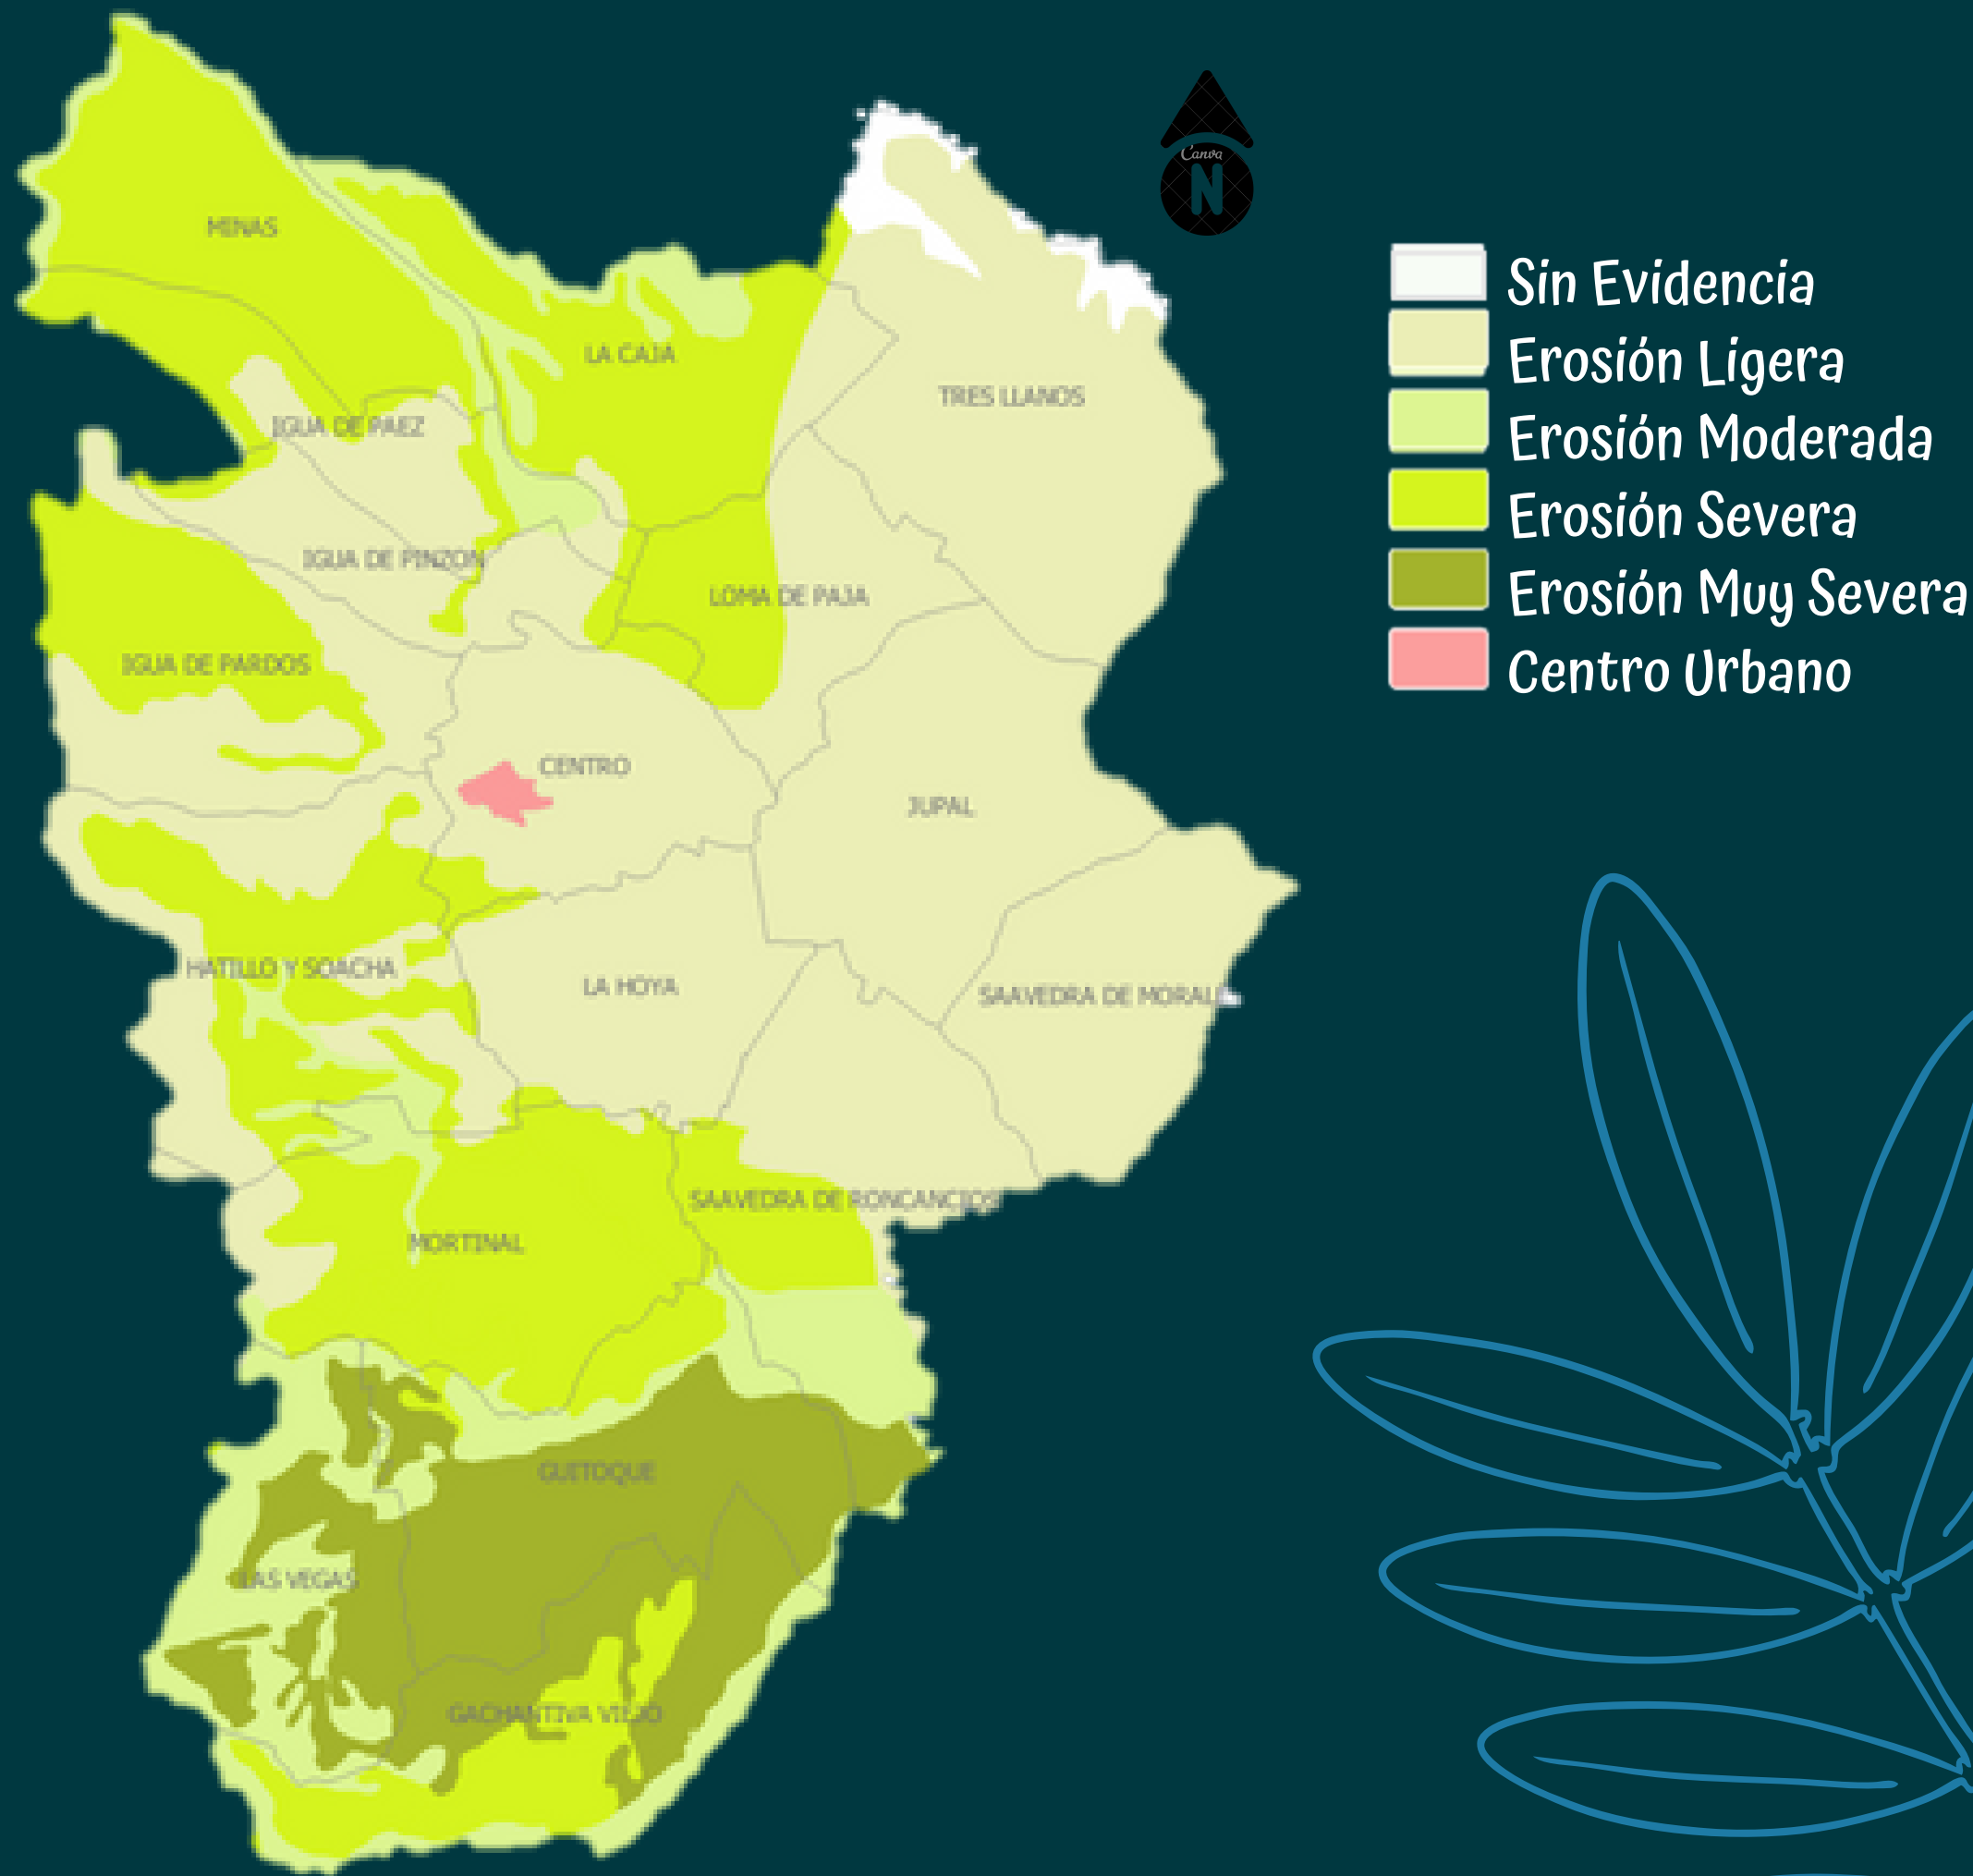 Canva
N
MINAS
LA CAJA
TRES LLANOS
IGUA DE PAEZ
IGUA DE PINZON
LOMA DE PAJA
IGUA DE PARDOS
CENTRO
JUPAL
HATILLO Y SOACHA
LA HOYA
SAAVEDRA DE MORALE
SAAVEDRA DE RONCANCIOS
MORTINAL
GUITOQUE
LAS VEGAS
GACHANTIVA VIEJO
Sin Evidencia
Erosión Ligera
Erosión Moderada
Erosión Severa
Erosión Muy Severa
Centro Urbano